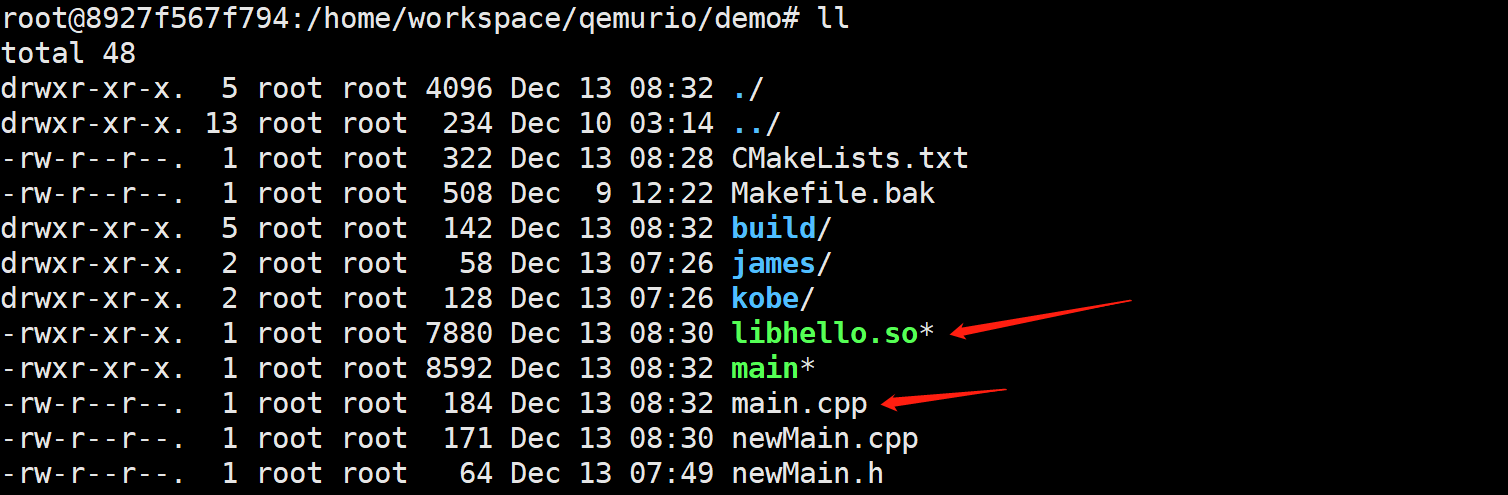 root@8927f567f794:/home/workspace/qemurio/demo# ll
total 48
drwxr-xr-x.  5 root root 4096 Dec 13 08:32 ./
drwxr-xr-x. 13 root root  234 Dec 10 03:14 ../
-rw-r--r--.  1 root root  322 Dec 13 08:28 CMakeLists.txt
-rw-r--r--.  1 root root  508 Dec  9 12:22 Makefile.bak
drwxr-xr-x.  5 root root  142 Dec 13 08:32 build/
drwxr-xr-x.  2 root root   58 Dec 13 07:26 james/
drwxr-xr-x.  2 root root  128 Dec 13 07:26 kobe/
-rwxr-xr-x.  1 root root 7880 Dec 13 08:30 libhello.so*
-rwxr-xr-x.  1 root root 8592 Dec 13 08:32 main*
-rw-r--r--.  1 root root  184 Dec 13 08:32 main.cpp
-rw-r--r--.  1 root root  171 Dec 13 08:30 newMain.cpp
-rw-r--r--.  1 root root   64 Dec 13 07:49 newMain.h